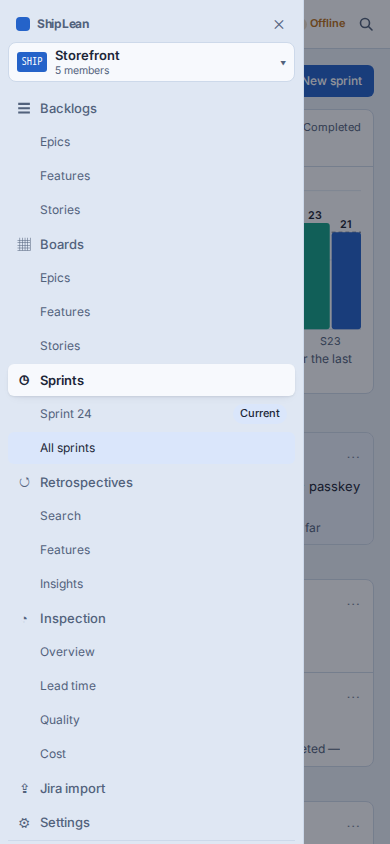 ShipLean
Offline
SHIP
Storefront
5 members
New sprint
Backlogs
Completed
Epics
Features
Stories
23
21
Boards
Epics
Features
Stories
S23
r the last
Sprints
Sprint 24
Current
All sprints
Retrospectives
passkey
Search
far
Features
Insights
Inspection
Overview
Lead time
Quality
Cost
eted —
Jira import
Settings